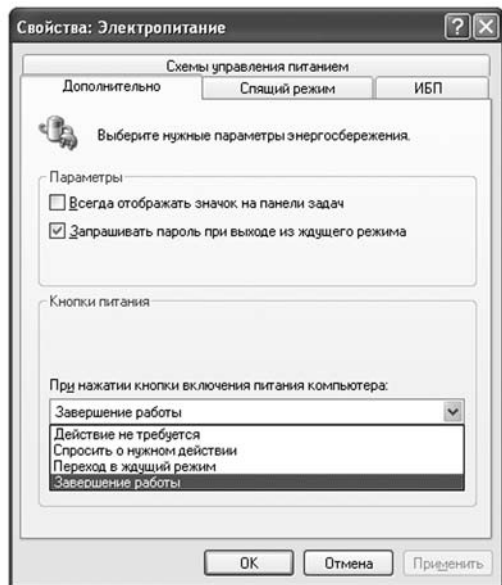 Свойства: Электропитание
Схемы управления питанием
Дополнительно Спящий режим ИБП
Выберите нужные параметры энергосбережения.
Параметры
Всегда отображать значок на панели задач
Запрашивать пароль при выходе из ждущего режима
Кнопки питания
При нажатии кнопки включения питания компьютера:
Завершение работы
Действие не требуется
Спросить о нужном действии
Переход в ждущий режим
Завершение работы
ОК Отмена Применить